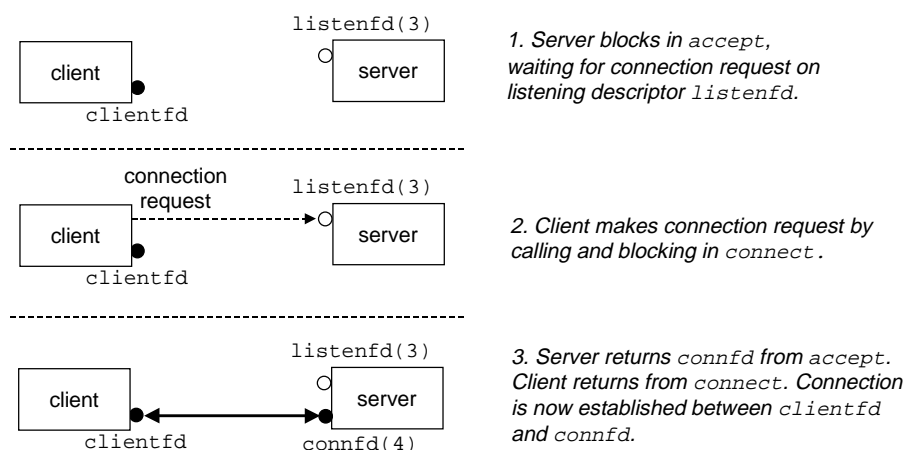 listenfd(3)
client
server
clientfd
1. Server blocks in accept,
waiting for connection request on
listening descriptor listenfd.
connection
request
listenfd(3)
client
server
clientfd
2. Client makes connection request by
calling and blocking in connect.
listenfd(3)
client
server
clientfd
connfd(4)
3. Server returns connfd from accept.
Client returns from connect. Connection
is now established between clientfd
and connfd.